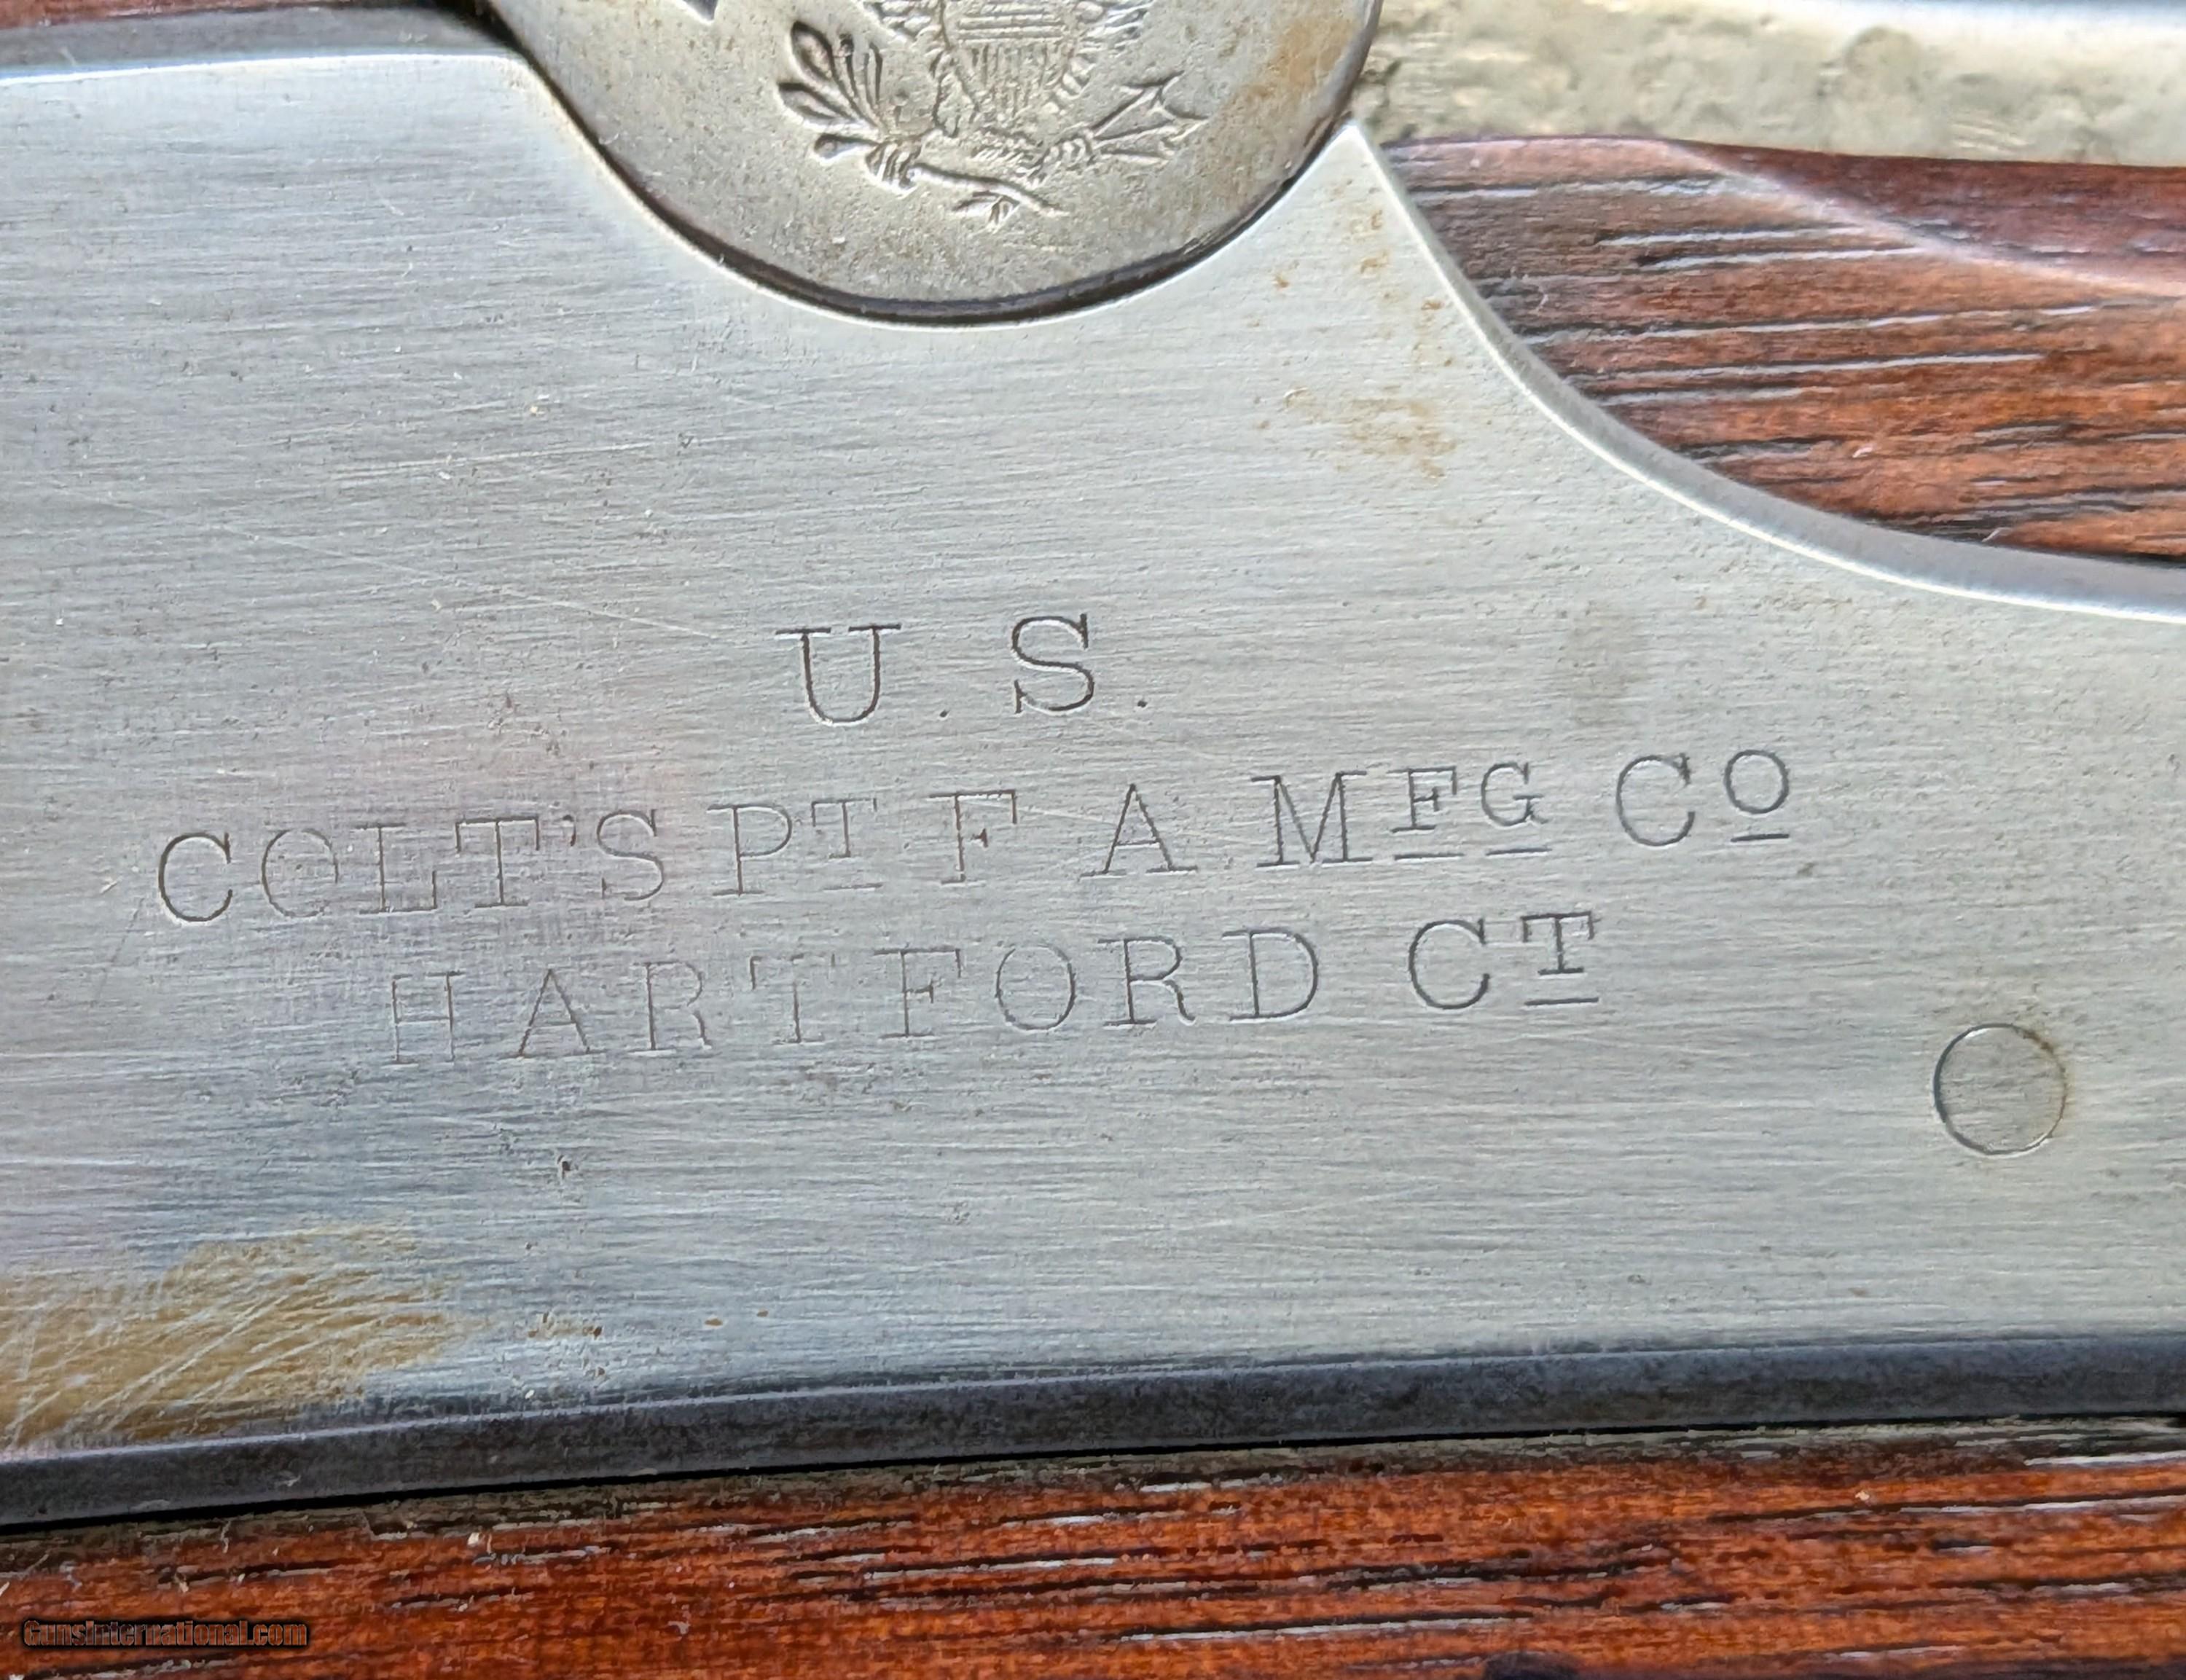 U.S.
COLT'S PT F A MFG CO
HARTFORD CT
GunsInternational.com